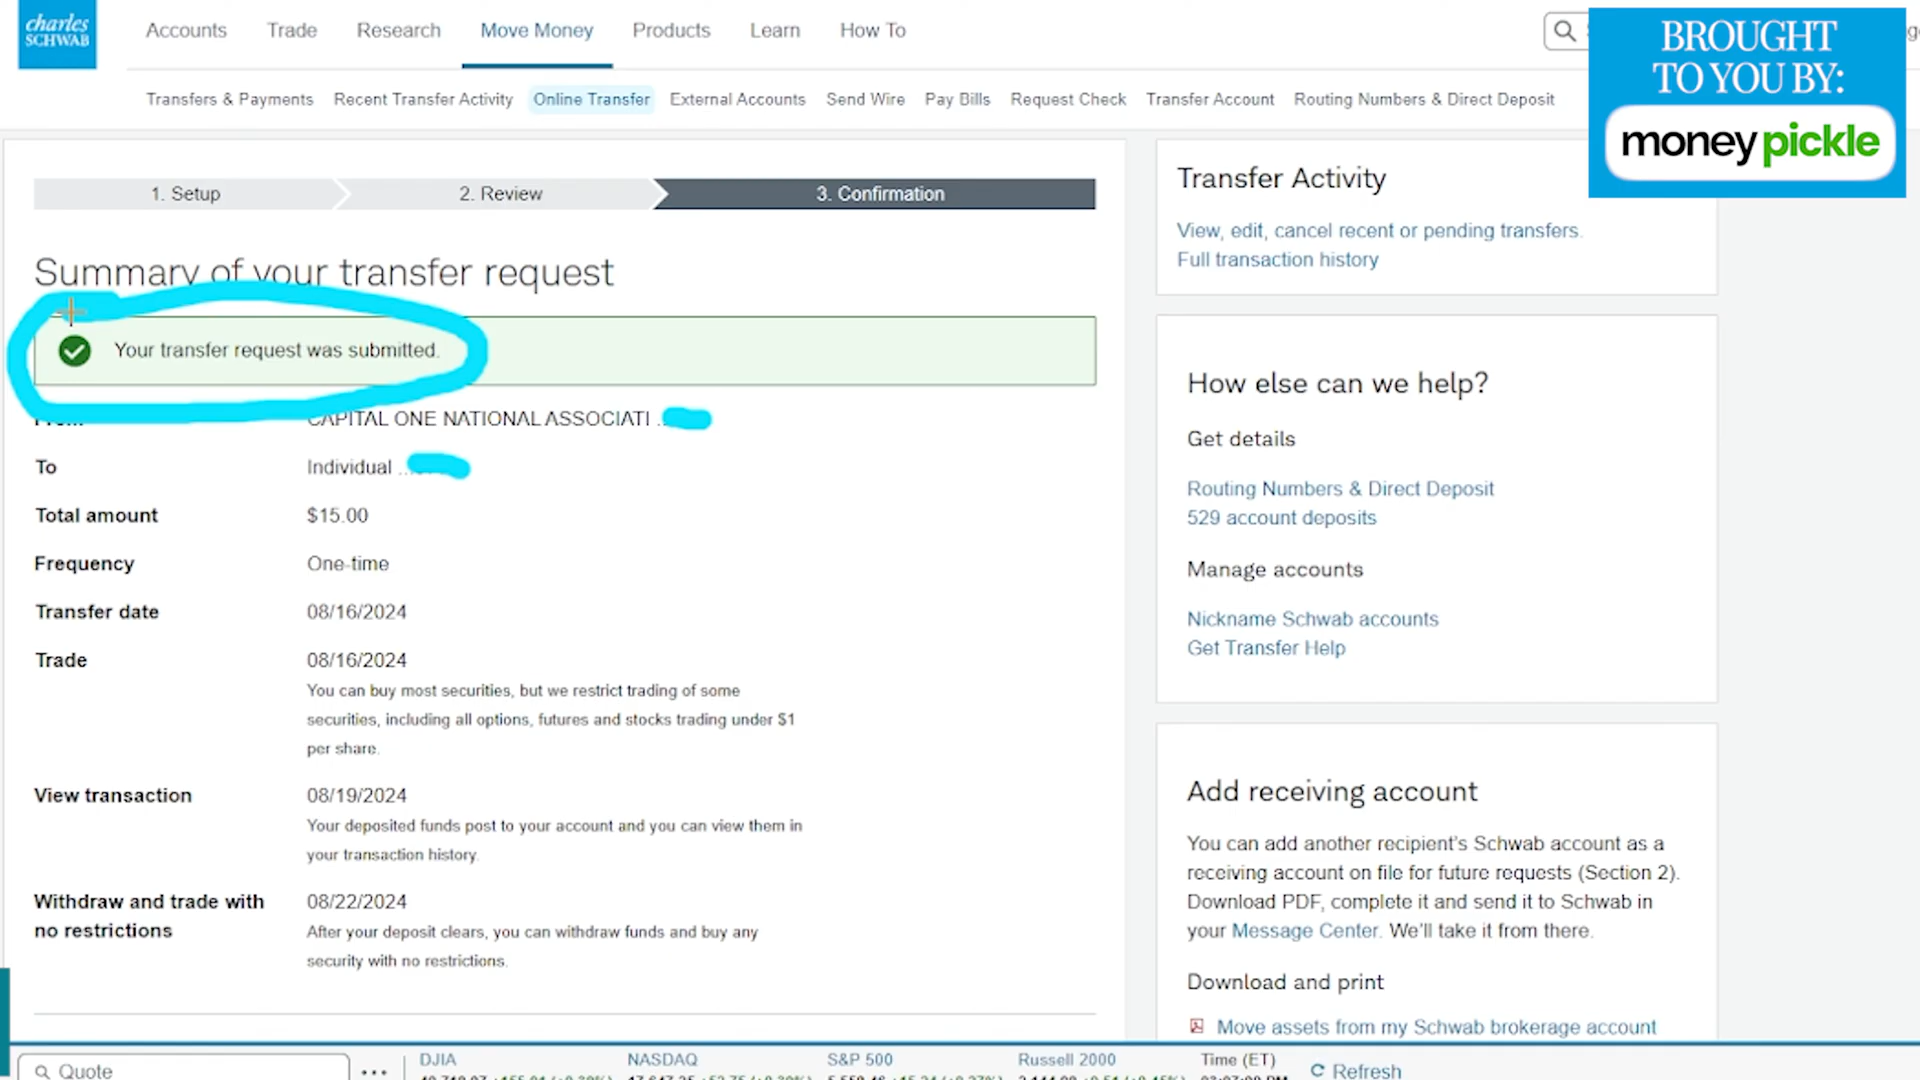 charles
SCHWAB
Accounts Trade Research Move Money Products Learn How To
BROUGHT
TO YOU BY:
moneypickle
Transfers & Payments Recent Transfer Activity Online Transfer External Accounts Send Wire Pay Bills Request Check Transfer Account Routing Numbers & Direct Deposit
1. Setup 2. Review 3. Confirmation
Summary of your transfer request
Your transfer request was submitted.
CAPITAL ONE NATIONAL ASSOCIATI ...
To Individual ...
Total amount $15.00
Frequency One-time
Transfer date 08/16/2024
Trade 08/16/2024
You can buy most securities, but we restrict trading of some
securities, including all options, futures and stocks trading under $1
per share.
View transaction 08/19/2024
Your deposited funds post to your account and you can view them in
your transaction history.
Withdraw and trade with
no restrictions
08/22/2024
After your deposit clears, you can withdraw funds and buy any
security with no restrictions.
Transfer Activity
View, edit, cancel recent or pending transfers.
Full transaction history
How else can we help?
Get details
Routing Numbers & Direct Deposit
529 account deposits
Manage accounts
Nickname Schwab accounts
Get Transfer Help
Add receiving account
You can add another recipient's Schwab account as a
receiving account on file for future requests (Section 2).
Download PDF, complete it and send it to Schwab in
your Message Center. We'll take it from there.
Download and print
Move assets from my Schwab brokerage account
Quote ... DJIA NASDAQ S&P 500 Russell 2000 Time (ET) Refresh